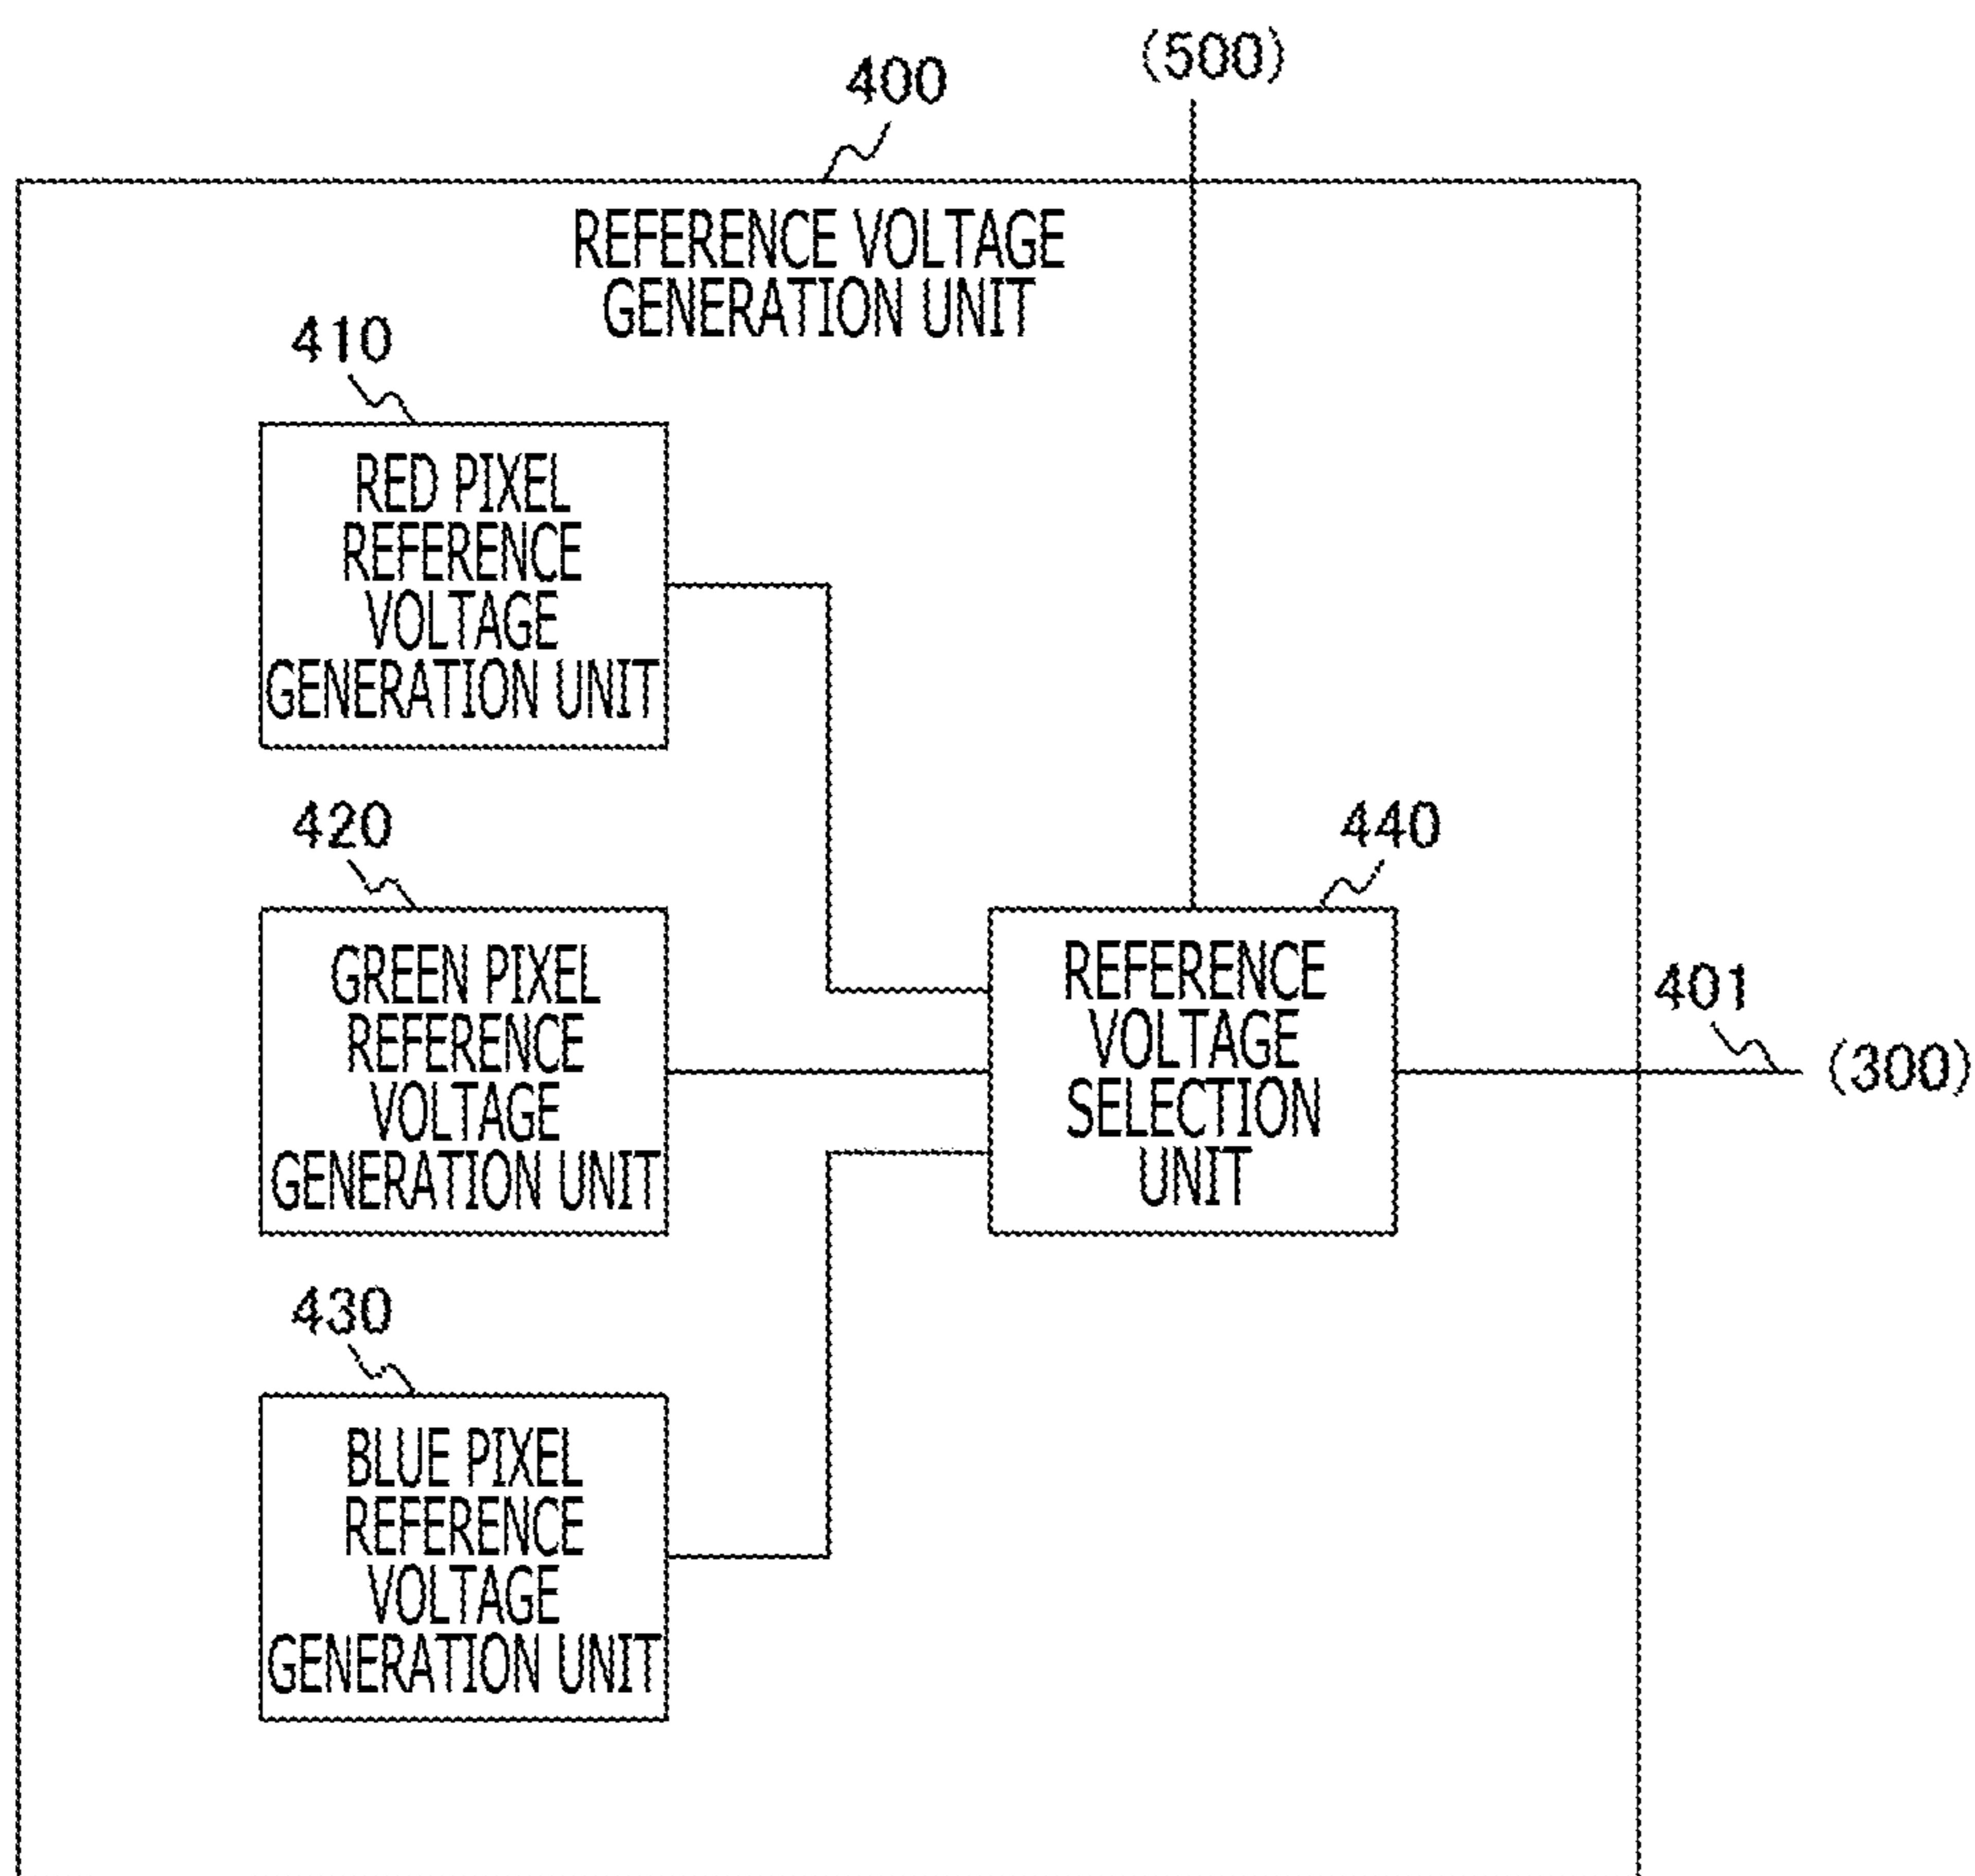 (500)
400
REFERENCE VOLTAGE
GENERATION UNIT
410
RED PIXEL
REFERENCE
VOLTAGE
GENERATION UNIT
420
GREEN PIXEL
REFERENCE
VOLTAGE
GENERATION UNIT
440
REFERENCE
VOLTAGE
SELECTION
UNIT
401
(300)
430
BLUE PIXEL
REFERENCE
VOLTAGE
GENERATION UNIT